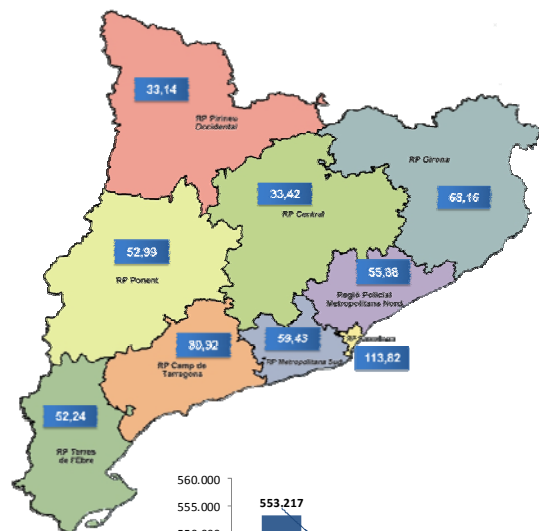 33,14
RP Pirineu
Occidental
RP Girona
68,16
33,42
RP Central
52,99
RP Ponent
55,88
Regió Policial
Metropolitana Nord
59,43
RP Metropolitana Sud
113,82
80,92
RP Camp de
Tarragona
52,24
RP Terres
de l'Ebre
560.000
555.000
553.217